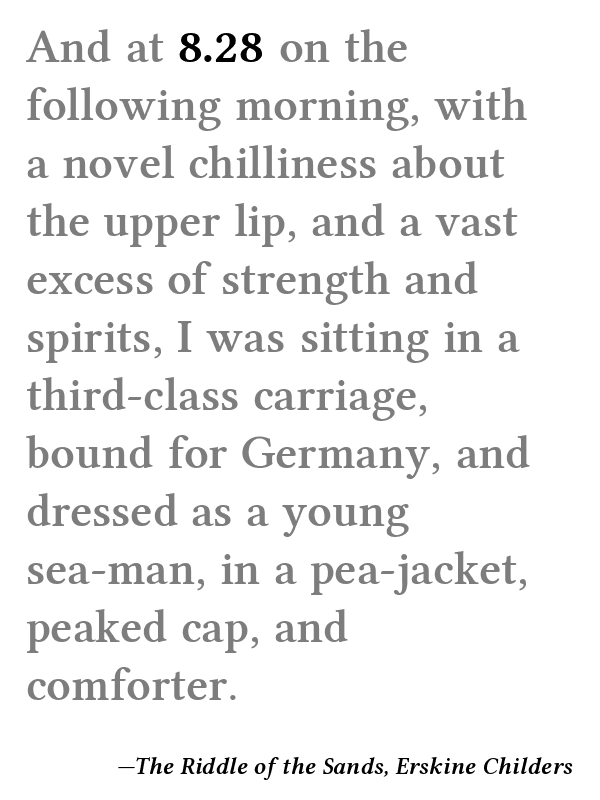 And at 8.28 on the
following morning, with
a novel chilliness about
the upper lip, and a vast
excess of strength and
spirits, I was sitting in a
third-class carriage,
bound for Germany, and
dressed as a young
sea-man, in a pea-jacket,
peaked cap, and
comforter.
—The Riddle of the Sands, Erskine Childers